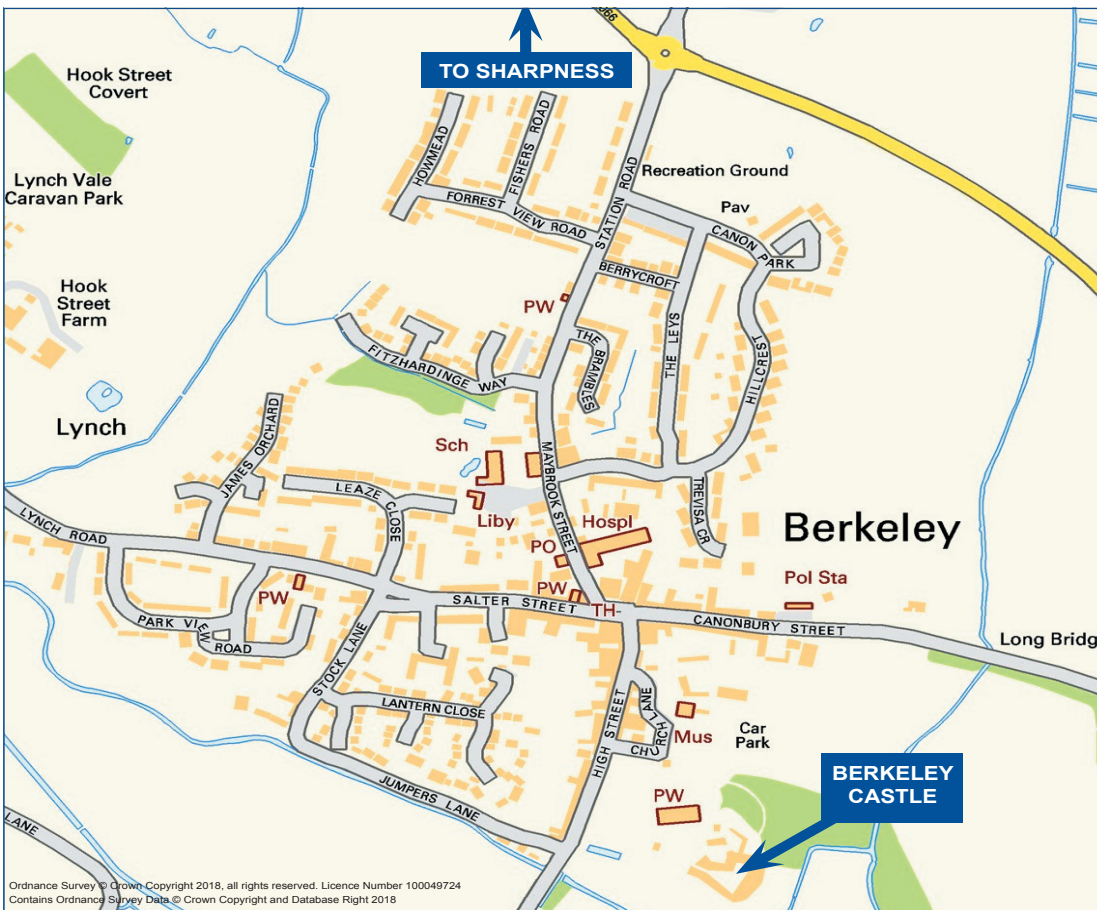 066
TO SHARPNESS
Hook Street
Covert
HOWMEAD
FISHERS ROAD
STATION ROAD
Recreation Ground
Lynch Vale
Caravan Park
FORREST VIEW ROAD
Pav
CANON PARK
BERRYCROFT
Hook
Street
Farm
PW
THE BRAMBLES
THE LEYS
HILLCREST
FITZHARDINGE WAY
Lynch
JAMES ORCHARD
Sch
MAYBROOK STREET
LEAZE CLOSE
TREVISA CR
Liby
Hospl
Berkeley
LYNCH ROAD
PO
PW
PW
Pol Sta
SALTER STREET
TH
CANONBURY STREET
PARK VIEW ROAD
Long Bridg
STOCK LANE
LANTERN CLOSE
HIGH STREET
CHURCH LANE
Mus
Car
Park
JUMPERS LANE
PW
BERKELEY
CASTLE
LANE
Ordnance Survey © Crown Copyright 2018, all rights reserved. Licence Number 100049724
Contains Ordnance Survey Data © Crown Copyright and Database Right 2018